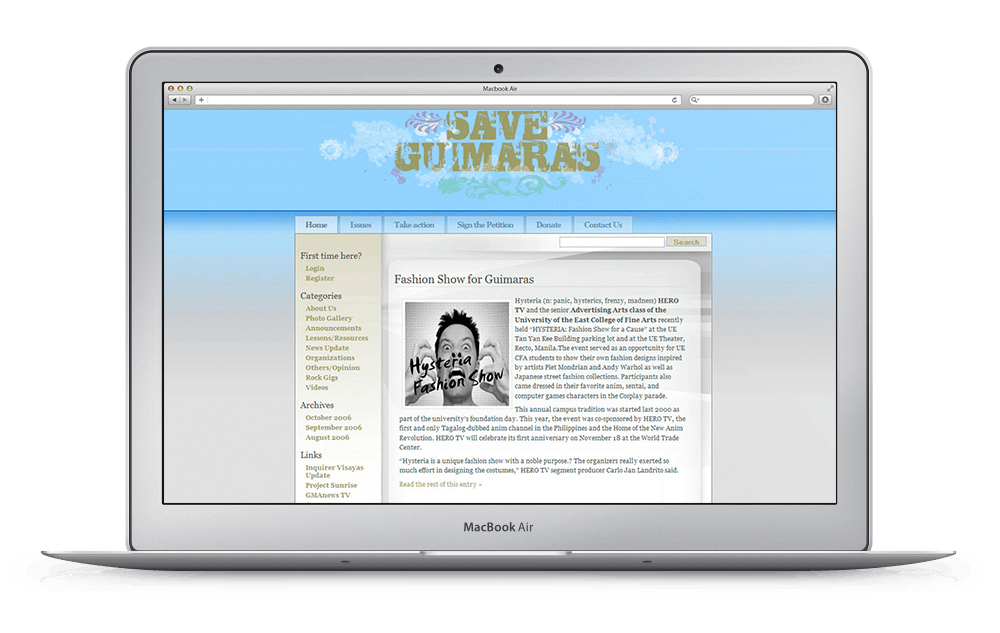 Macbook Air
SAVE
GUIMARAS
Home Issues Take action Sign the Petition Donate Contact Us
Search
First time here?
Login
Register
Categories
About Us
Photo Gallery
Announcements
Lessons/Resources
News Update
Organizations
Others/Opinion
Rock Gigs
Videos
Archives
October 2006
September 2006
August 2006
Links
Inquirer Visayas
Update
Project Sunrise
GMAnews TV
Fashion Show for Guimaras
Hysteria
Fashion Show
Hysteria (n: panic, hysterics, frenzy, madness) HERO
TV and the senior Advertising Arts class of the
University of the East College of Fine Arts recently
held “HYSTERIA: Fashion Show for a Cause” at the UE
Tan Yan Kee Building parking lot and at the UE Theater,
Recto, Manila.The event served as an opportunity for UE
CFA students to show their own fashion designs inspired
by artists Piet Mondrian and Andy Warhol as well as
Japanese street fashion collections. Participants also
came dressed in their favorite anim, sentai, and
computer games characters in the Cosplay parade.
This annual campus tradition was started last 2000 as
part of the university's foundation day. This year, the event was co-sponsored by HERO TV, the
first and only Tagalog-dubbed anim channel in the Philippines and the Home of the New Anim
Revolution. HERO TV will celebrate its first anniversary on November 18 at the World Trade
Center.
“Hysteria is a unique fashion show with a noble purpose.? The organizers really exerted so
much effort in designing the costumes,” HERO TV segment producer Carlo Jan Landrito said.
Read the rest of this entry »
MacBook Air